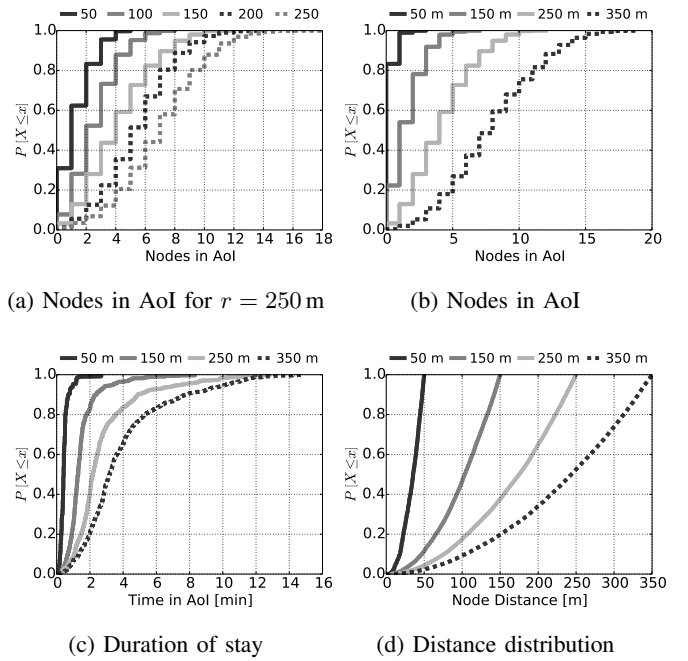 50 100 150 200 250
1.0
0.8
0.6
0.4
0.2
0.0
P [X ≤x]
0 2 4 6 8 10 12 14 16 18
Nodes in AoI
(a) Nodes in AoI for r = 250 m
50 m 150 m 250 m 350 m
1.0
0.8
0.6
0.4
0.2
0.0
P [X ≤x]
0 5 10 15 20
Nodes in AoI
(b) Nodes in AoI
50 m 150 m 250 m 350 m
1.0
0.8
0.6
0.4
0.2
0.0
P [X ≤x]
0 2 4 6 8 10 12 14 16
Time in AoI [min]
(c) Duration of stay
50 m 150 m 250 m 350 m
1.0
0.8
0.6
0.4
0.2
0.0
P [X ≤x]
0 50 100 150 200 250 300 350
Node Distance [m]
(d) Distance distribution